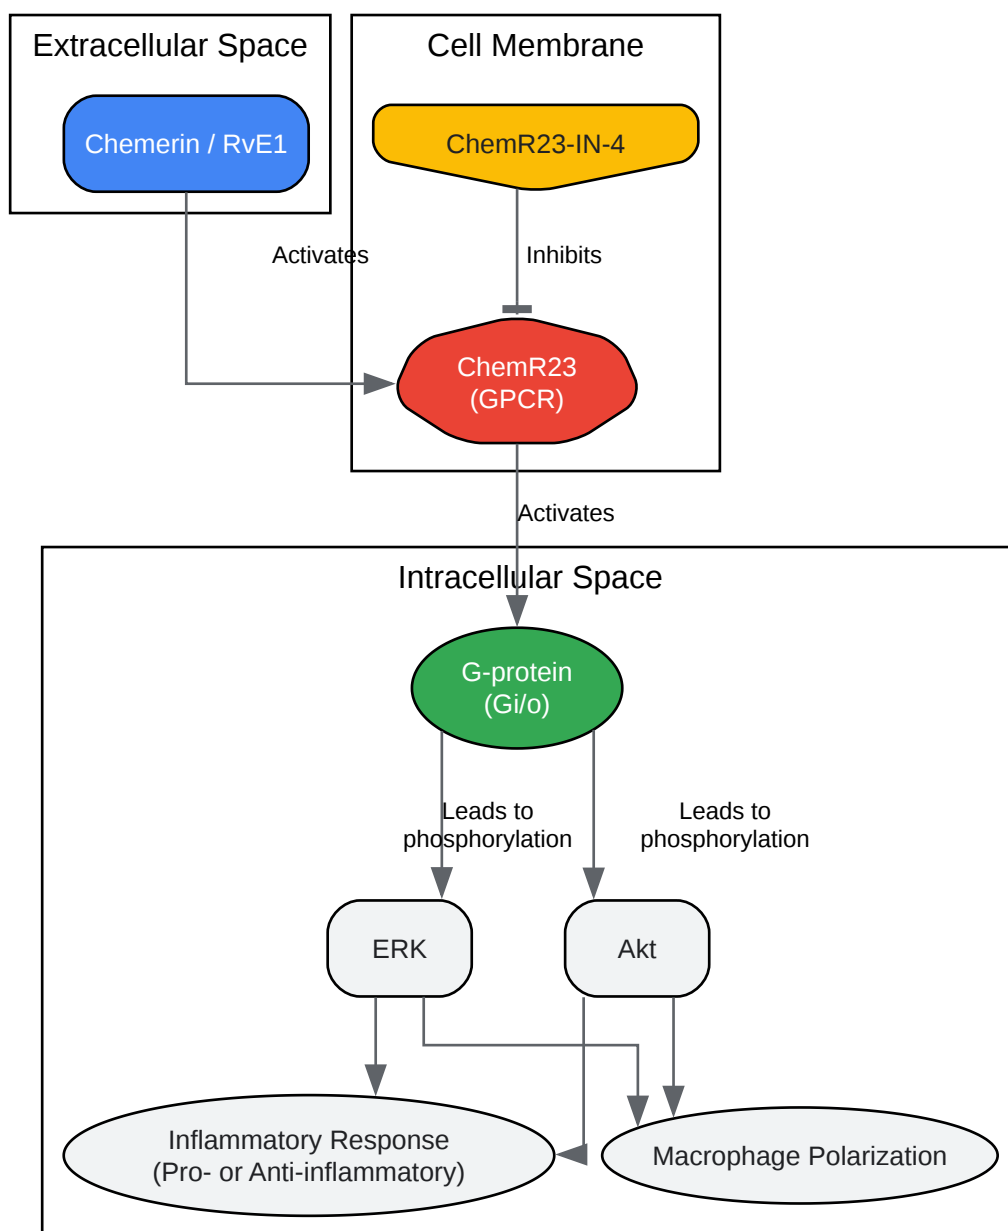 Extracellular Space
Cell Membrane
Chemerin / RvE1
ChemR23-IN-4
Activates
Inhibits
ChemR23
(GPCR)
Activates
Intracellular Space
G-protein
(Gi/o)
Leads to
phosphorylation
Leads to
phosphorylation
ERK
Akt
Inflammatory Response
(Pro- or Anti-inflammatory)
Macrophage Polarization